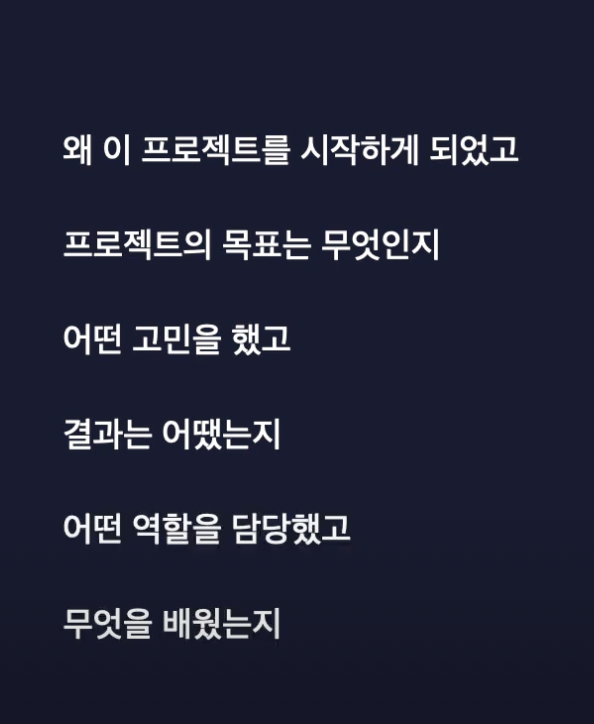 왜 이 프로젝트를 시작하게 되었고
프로젝트의 목표는 무엇인지
어떤 고민을 했고
결과는 어땠는지
어떤 역할을 담당했고
무엇을 배웠는지